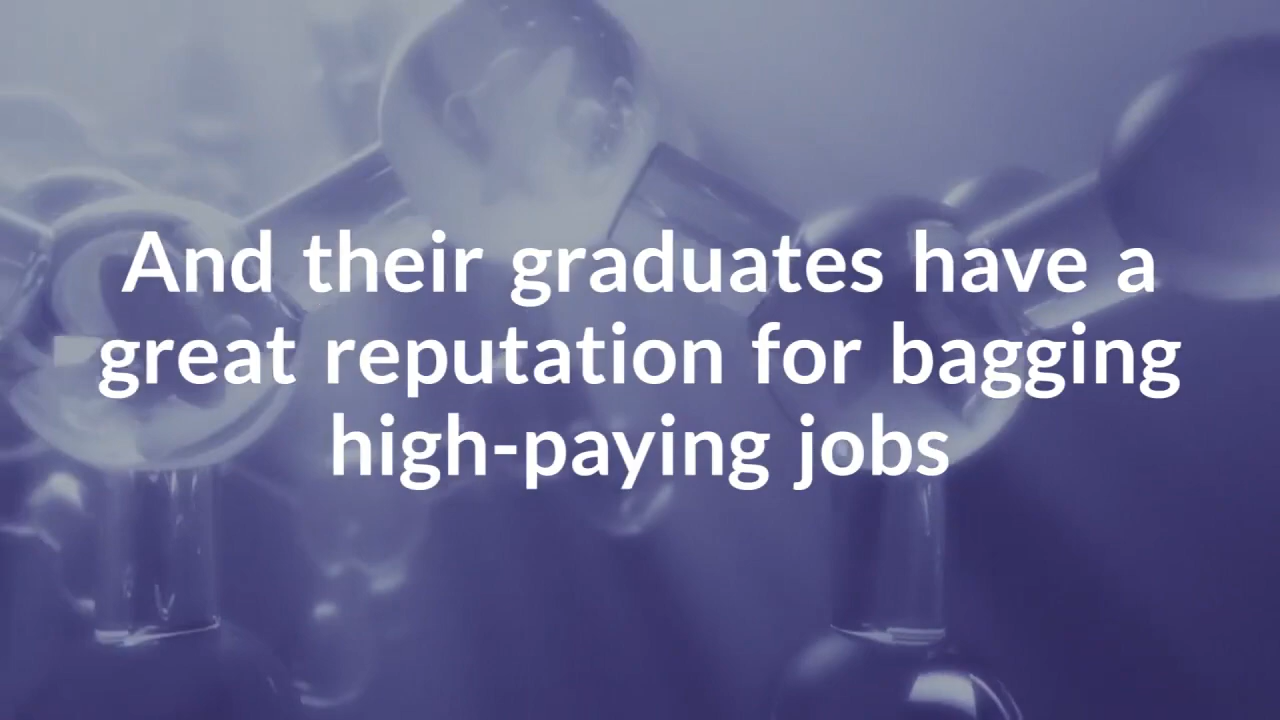 And their graduates have a
great reputation for bagging
high-paying jobs